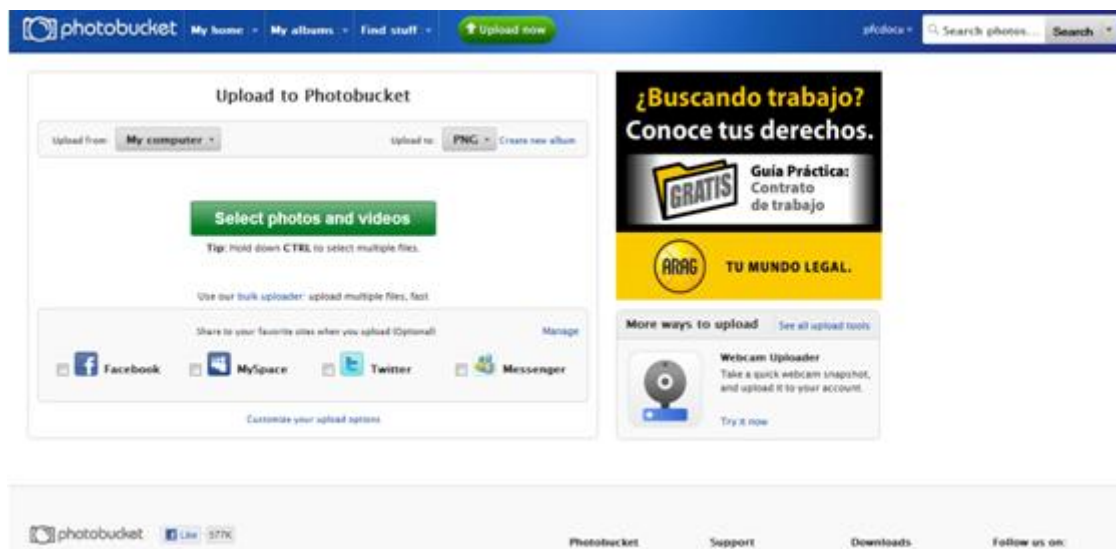 photobucket My home My albums Find stuff Upload now pfcdocu Search photos... Search
Upload to Photobucket
Upload from: My computer Upload to: PNG Create new album
Select photos and videos
Tip: Hold down CTRL to select multiple files.
Use our bulk uploader: upload multiple files, fast
Share to your favorite sites when you upload (Optional) Manage
Facebook MySpace Twitter Messenger
Customize your upload options
¿Buscando trabajo?
Conoce tus derechos.
GRATIS
Guía Práctica:
Contrato
de trabajo
ARAG TU MUNDO LEGAL.
More ways to upload See all upload tools
Webcam Uploader
Take a quick webcam snapshot,
and upload it to your account.
Try it now
photobucket Like 577K
Photobucket Support Downloads Follow us on: